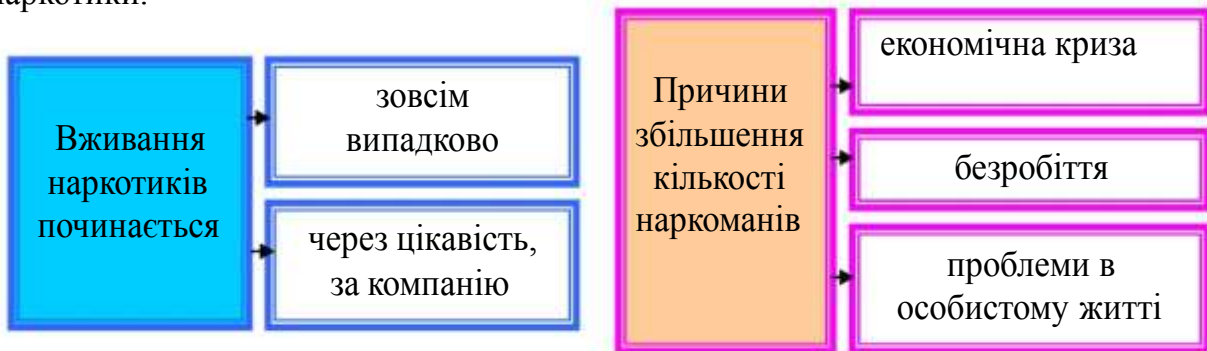 наркотики.
Вживання
наркотиків
починається
зовсім
випадково
через цікавість,
за компанію
Причини
збільшення
кількості
наркоманів
економічна криза
безробіття
проблеми в
особистому житті